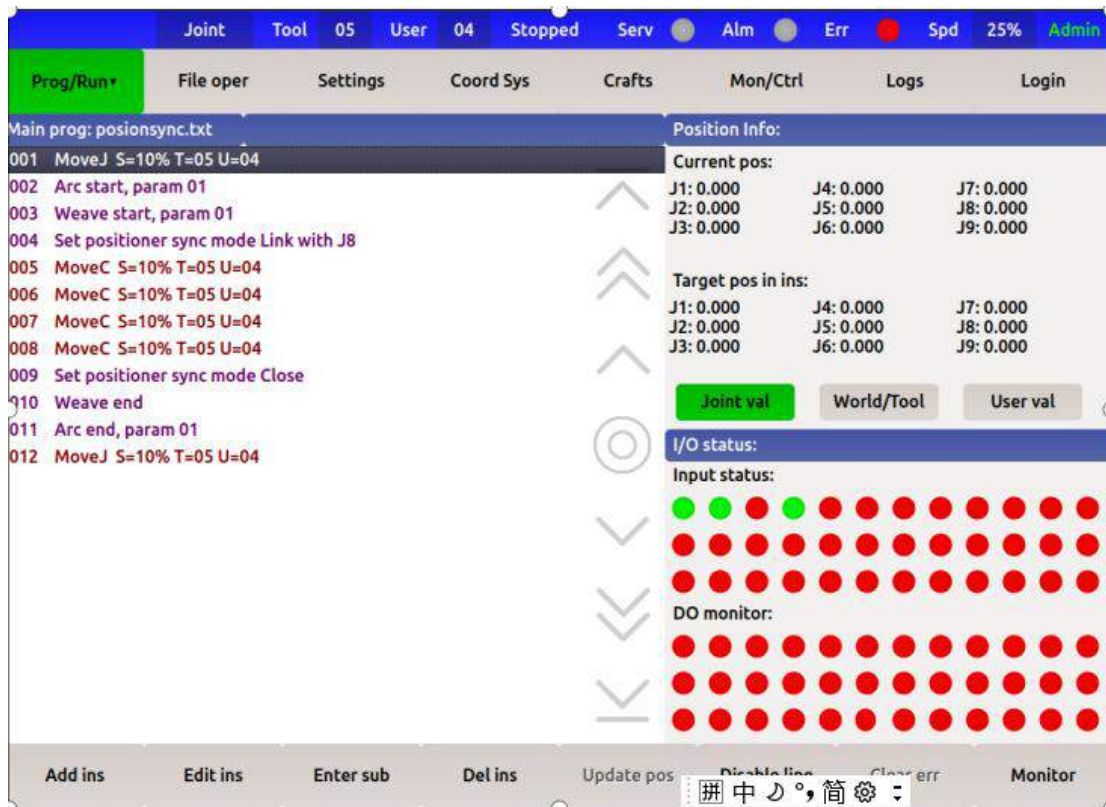 Joint Tool 05 User 04 Stopped Serv Alm Err Spd 25% Admin
Prog/Run▾ File oper Settings Coord Sys Crafts Mon/Ctrl Logs Login
Main prog: posionsync.txt
001 MoveJ S=10% T=05 U=04
002 Arc start, param 01
003 Weave start, param 01
004 Set positioner sync mode Link with J8
005 MoveC S=10% T=05 U=04
006 MoveC S=10% T=05 U=04
007 MoveC S=10% T=05 U=04
008 MoveC S=10% T=05 U=04
009 Set positioner sync mode Close
010 Weave end
011 Arc end, param 01
012 MoveJ S=10% T=05 U=04
Position Info:
Current pos:
J1: 0.000 J4: 0.000 J7: 0.000
J2: 0.000 J5: 0.000 J8: 0.000
J3: 0.000 J6: 0.000 J9: 0.000
Target pos in ins:
J1: 0.000 J4: 0.000 J7: 0.000
J2: 0.000 J5: 0.000 J8: 0.000
J3: 0.000 J6: 0.000 J9: 0.000
Joint val World/Tool User val
I/O status:
Input status:
DO monitor:
Add ins Edit ins Enter sub Del ins Update pos Disable line Clear err Monitor
拼 中 简